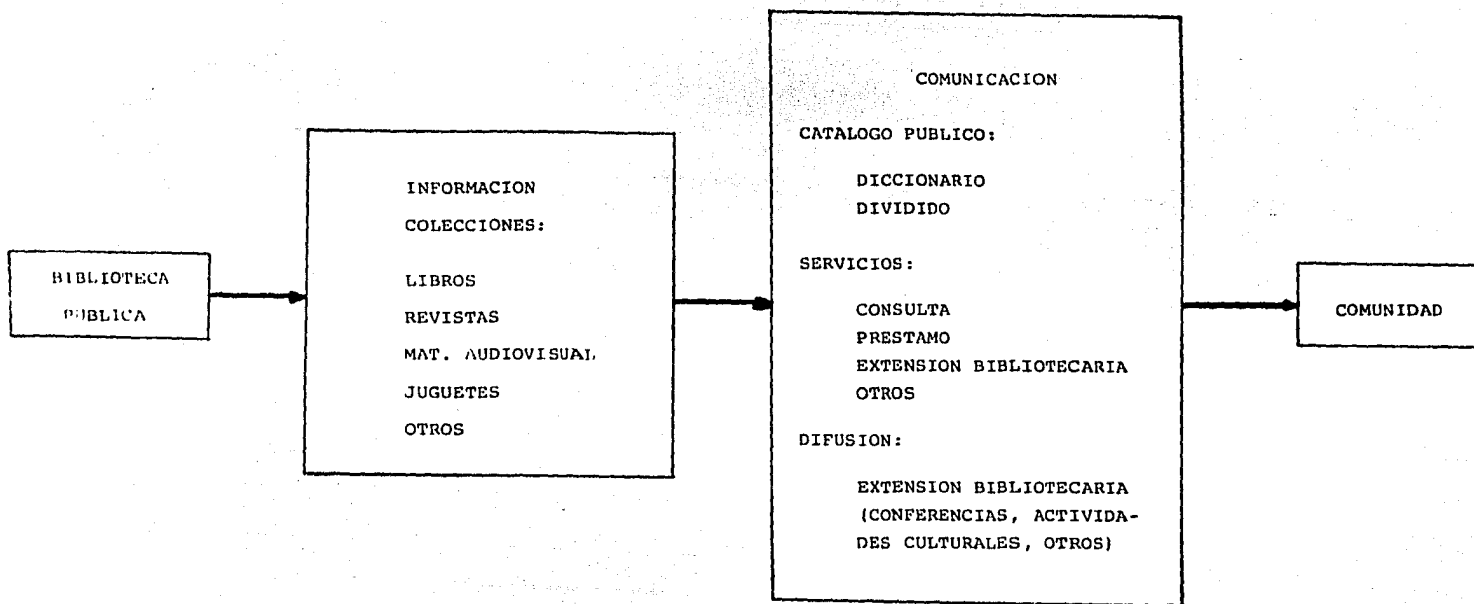 BIBLIOTECA
PUBLICA
INFORMACION
COLECCIONES:
LIBROS
REVISTAS
MAT. AUDIOVISUAL
JUGUETES
OTROS
COMUNICACION
CATALOGO PUBLICO:
DICCIONARIO
DIVIDIDO
SERVICIOS:
CONSULTA
PRESTAMO
EXTENSION BIBLIOTECARIA
OTROS
DIFUSION:
EXTENSION BIBLIOTECARIA
(CONFERENCIAS, ACTIVIDA-
DES CULTURALES, OTROS)
COMUNIDAD